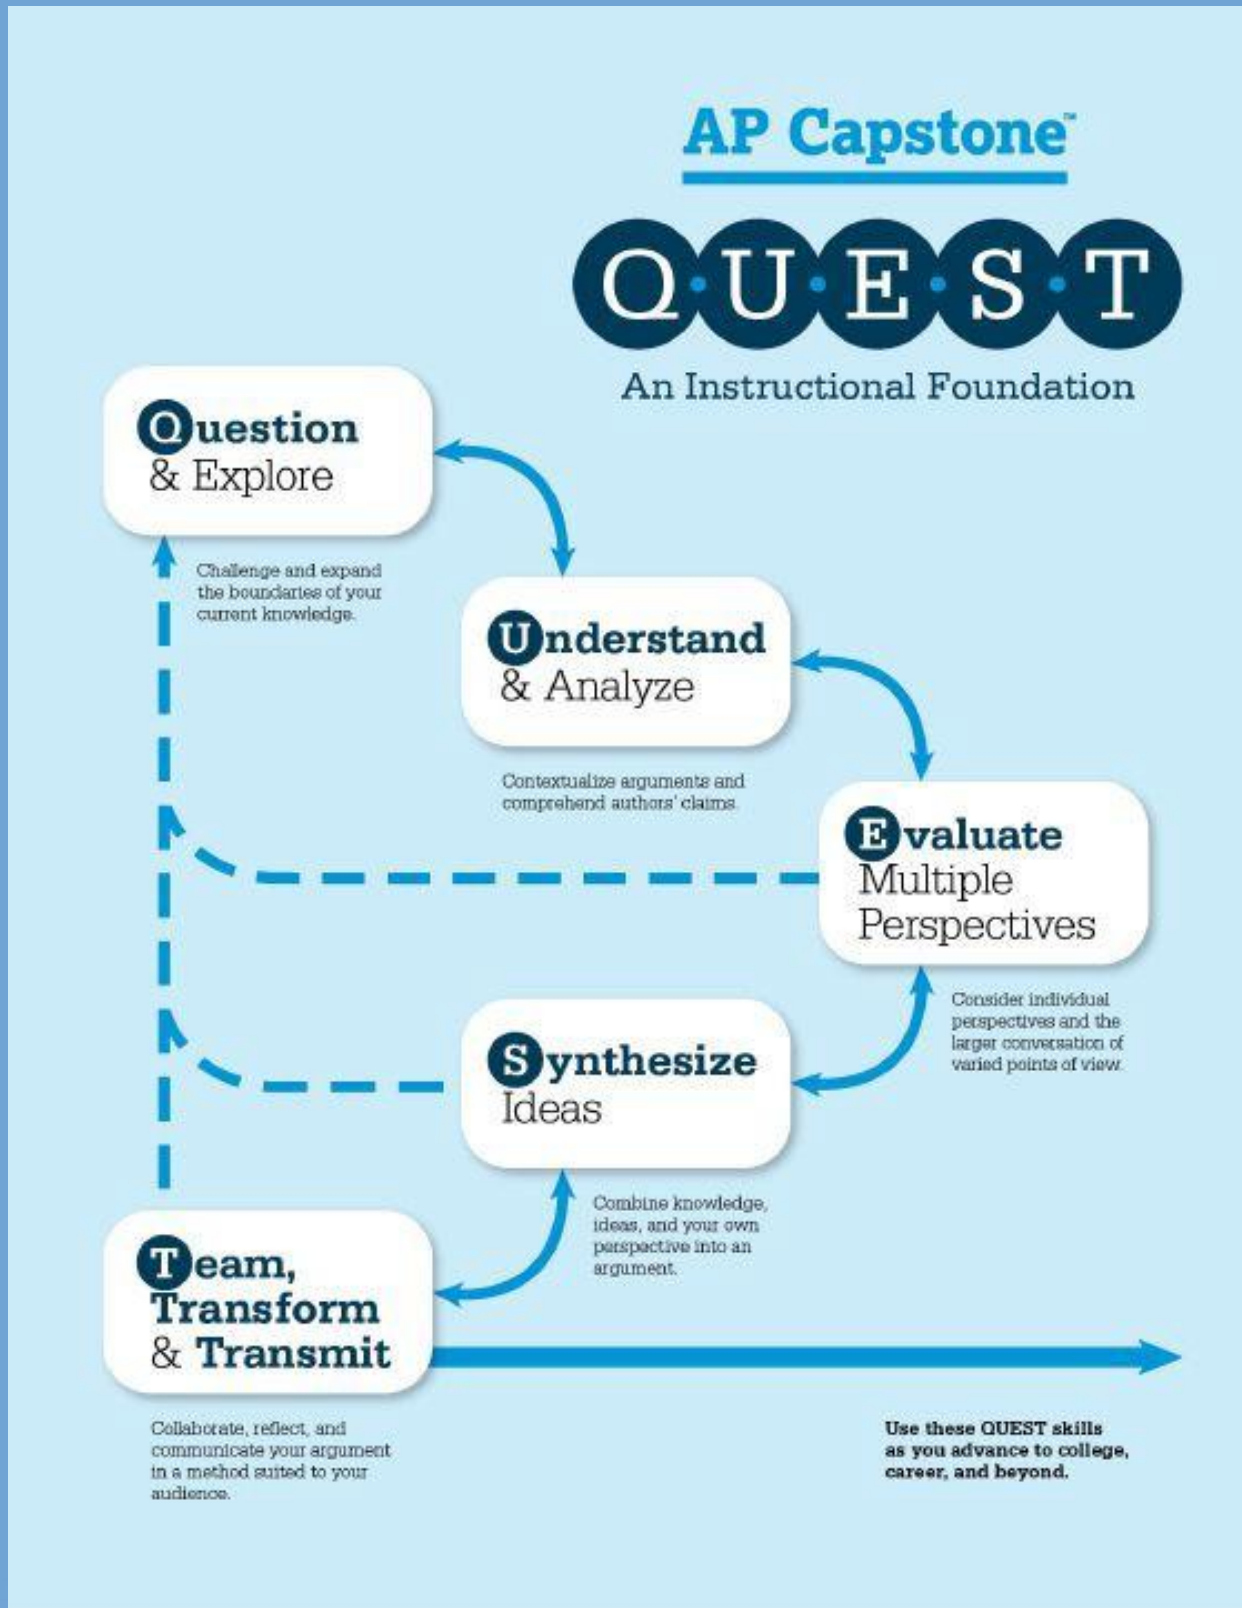 AP Capstone™
Q·U·E·S·T
An Instructional Foundation
Question
& Explore
Challenge and expand
the boundaries of your
current knowledge.
Understand
& Analyze
Contextualize arguments and
comprehend authors' claims.
Evaluate
Multiple
Perspectives
Consider individual
perspectives and the
larger conversation of
varied points of view.
Synthesize
Ideas
Combine knowledge,
ideas, and your own
perspective into an
argument.
Team,
Transform
& Transmit
Collaborate, reflect, and
communicate your argument
in a method suited to your
audience.
Use these QUEST skills
as you advance to college,
career, and beyond.